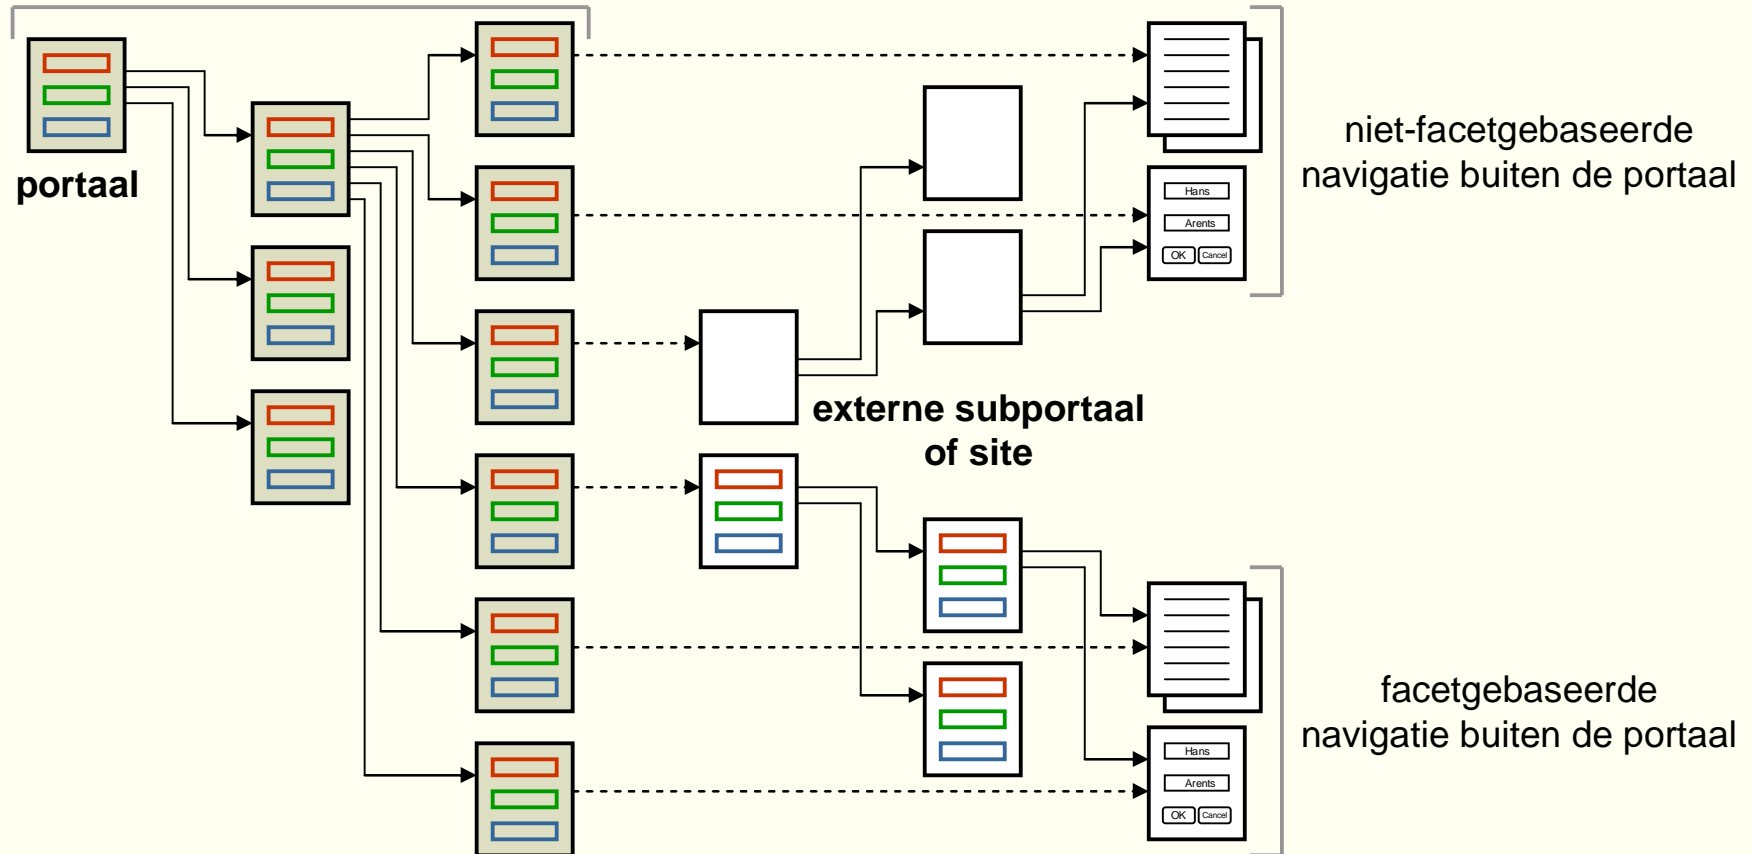 portaal
niet-facetgebaseerde
navigatie buiten de portaal
Hans
Arents
OK Cancel
externe subportaal
of site
facetgebaseerde
navigatie buiten de portaal
Hans
Arents
OK Cancel